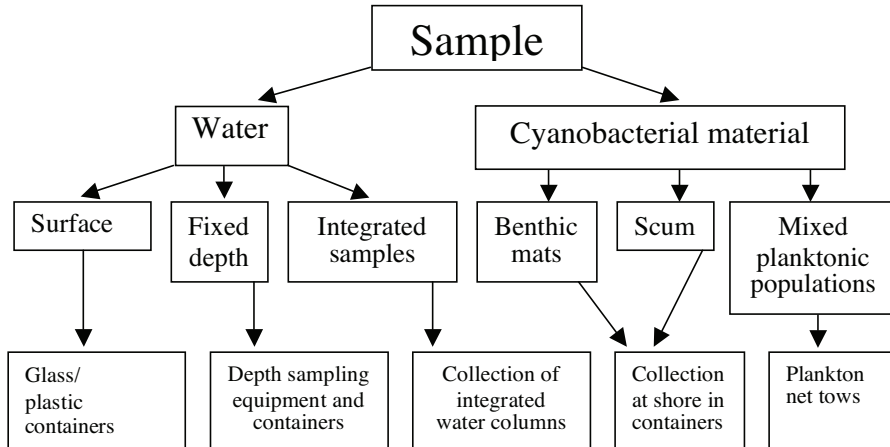 Sample
Water
Cyanobacterial material
Surface
Fixed
depth
Integrated
samples
Benthic
mats
Scum
Mixed
planktonic
populations
Glass/
plastic
containers
Depth sampling
equipment and
containers
Collection of
integrated
water columns
Collection
at shore in
containers
Plankton
net tows